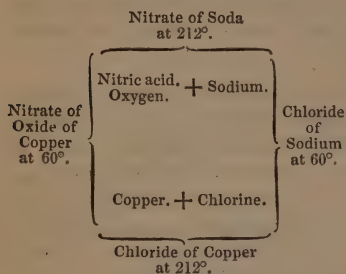 Nitrate of Soda
at 212°.
Nitric acid. + Sodium.
Oxygen.
Nitrate of
Oxide of
Copper
at 60°.
Chloride
of
Sodium
at 60°.
Copper. + Chlorine.
Chloride of Copper
at 212°.